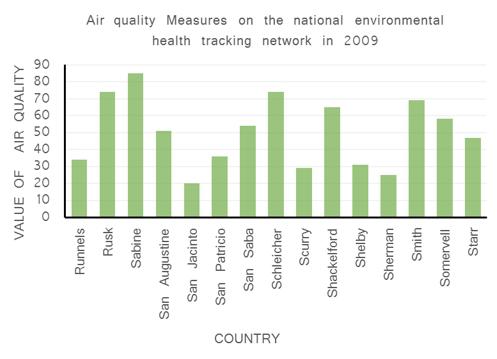 Air quality Measures on the national environmental
health tracking network in 2009
VALUE OF AIR QUALITY
90
80
70
60
50
40
30
20
10
0
Runnels
Rusk
Sabine
San Augustine
San Jacinto
San Patricio
San Saba
Schleicher
Scurry
Shackelford
Shelby
Sherman
Smith
Somervell
Starr
COUNTRY